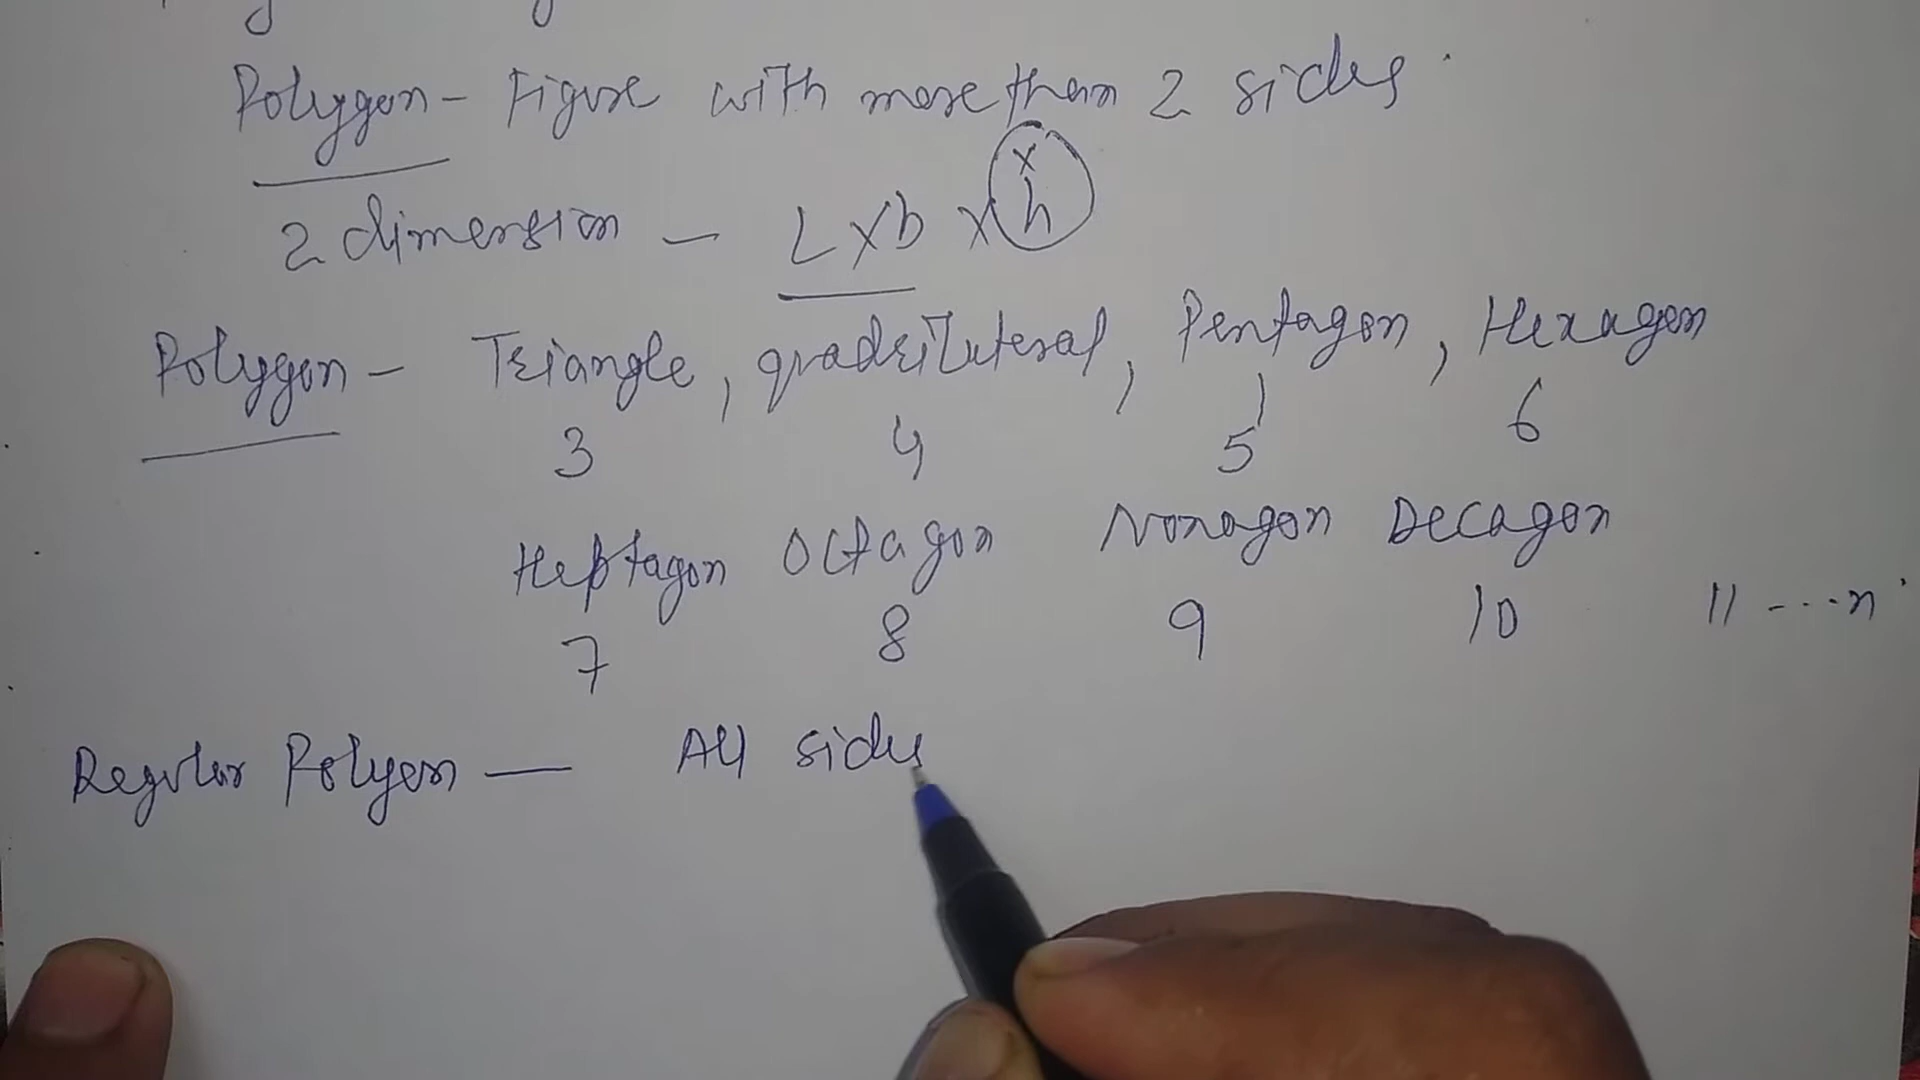 Polygon - Figure with more than 2 sides.
2 dimension - L x b x h
x
Polygon - Triangle, quadrilateral, Pentagon, Hexagon
3 4 5 6
Heptagon Octagon Nonagon Decagon
7 8 9 10 11 ---- n
Regular Polyon — All sides